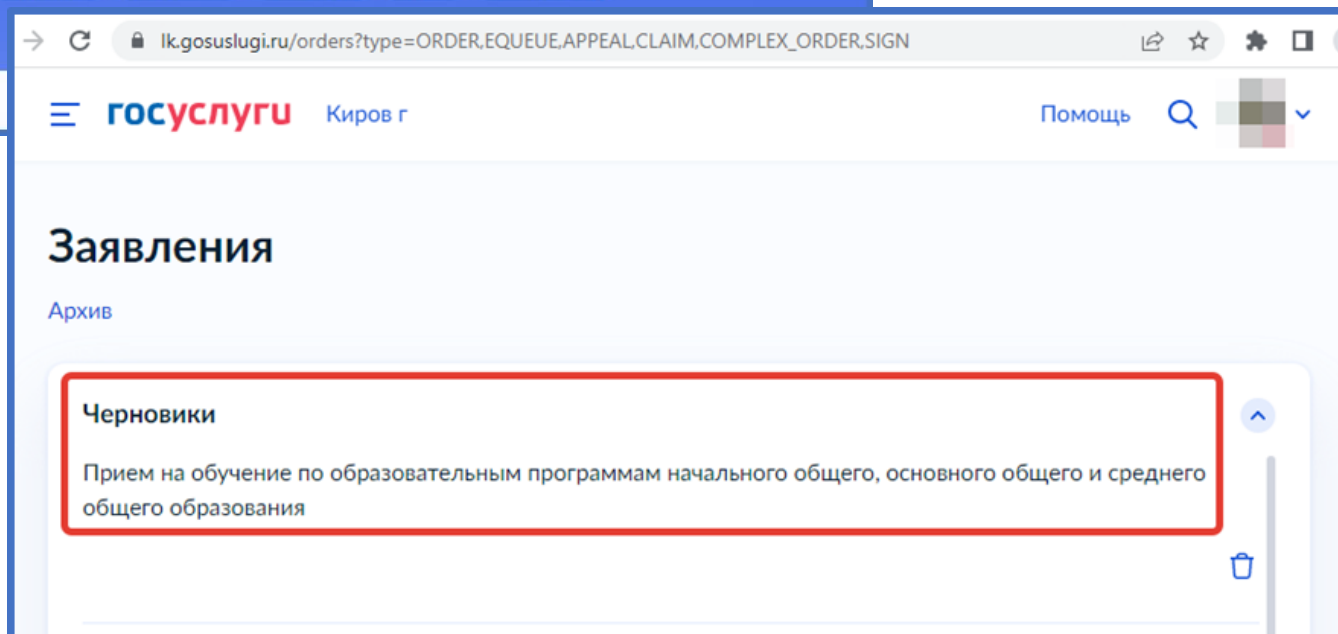 lk.gosuslugi.ru/orders?type=ORDER,EQUEUE,APPEAL,CLAIM,COMPLEX_ORDER,SIGN
госуслуги Киров г Помощь
Заявления
Архив
Черновики
Прием на обучение по образовательным программам начального общего, основного общего и среднего
общего образования